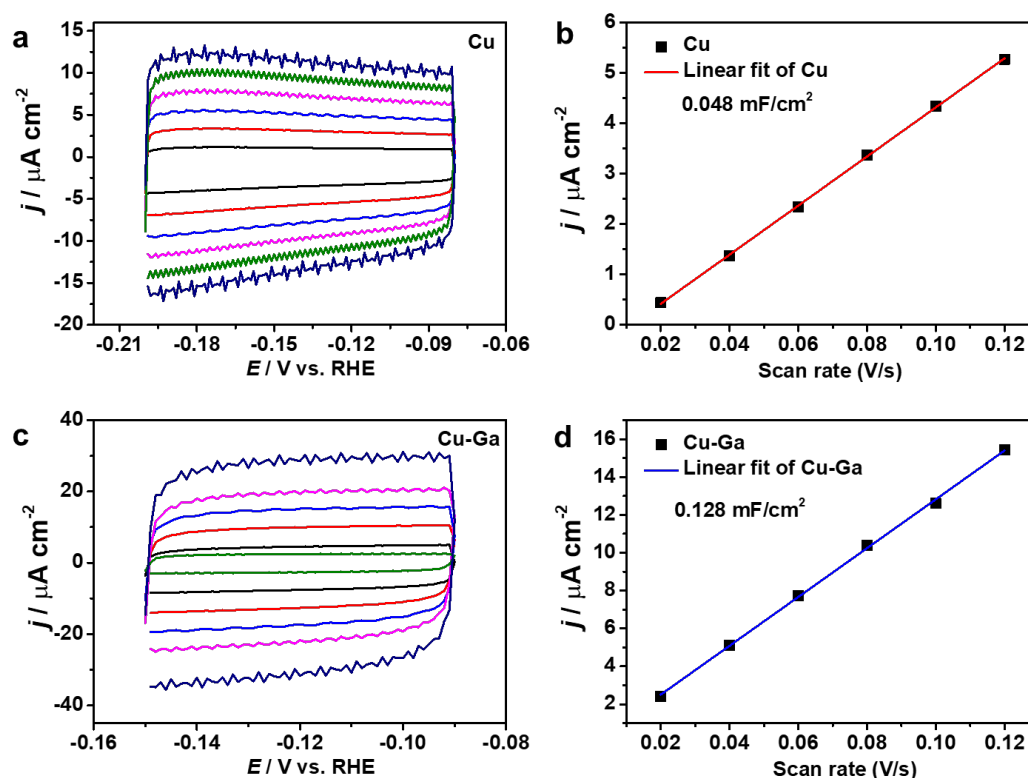 a
Cu
15
10
5
0
-5
-10
-15
-20
j / μA cm-2
-0.21 -0.18 -0.15 -0.12 -0.09 -0.06
E / V vs. RHE
b
Cu
Linear fit of Cu
0.048 mF/cm2
6
5
4
3
2
1
0
j / μA cm-2
0.02 0.04 0.06 0.08 0.10 0.12
Scan rate (V/s)
c
Cu-Ga
40
20
0
-20
-40
j / μA cm-2
-0.16 -0.14 -0.12 -0.10 -0.08
E / V vs. RHE
d
Cu-Ga
Linear fit of Cu-Ga
0.128 mF/cm2
16
14
12
10
8
6
4
2
j / μA cm-2
0.02 0.04 0.06 0.08 0.10 0.12
Scan rate (V/s)